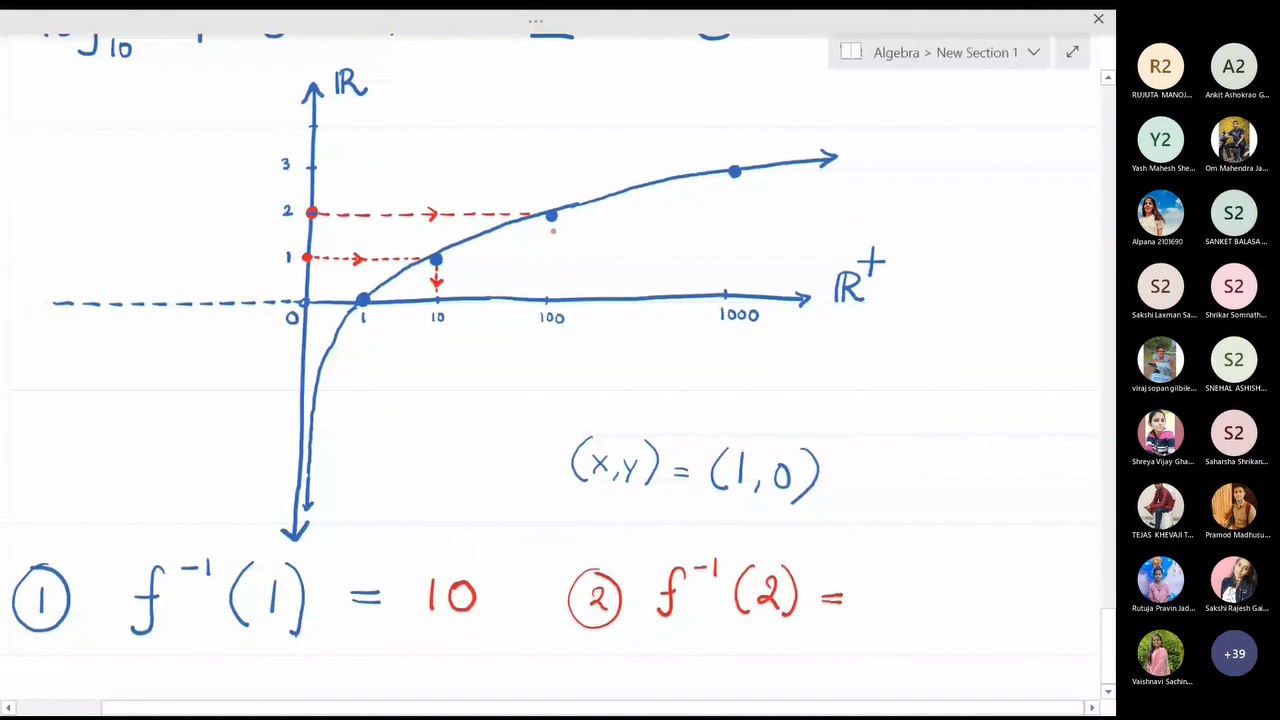 ...
Algebra > New Section 1
10
ℝ
3
2
1
ℝ⁺
0 1 10 100 1000
(x,y) = (1,0)
① f⁻¹(1) = 10 ② f⁻¹(2) =
R2 A2
RUJUTA MANOJ... Ankit Ashokrao G...
Y2
Yash Mahesh She... Om Mahendra Ja...
S2
Alpana 2101690 SANKET BALASA...
S2 S2
Sakshi Laxman Sa... Shrikar Somnath...
S2
viraj sopan gilbile... SNEHAL ASHISH...
S2
Shreya Vijay Gha... Saharsha Shrikan...
TEJAS KHEVAJI T... Pramod Madhusu...
Rutuja Pravin Jad... Sakshi Rajesh Gai...
+39
Vaishnavi Sachin...